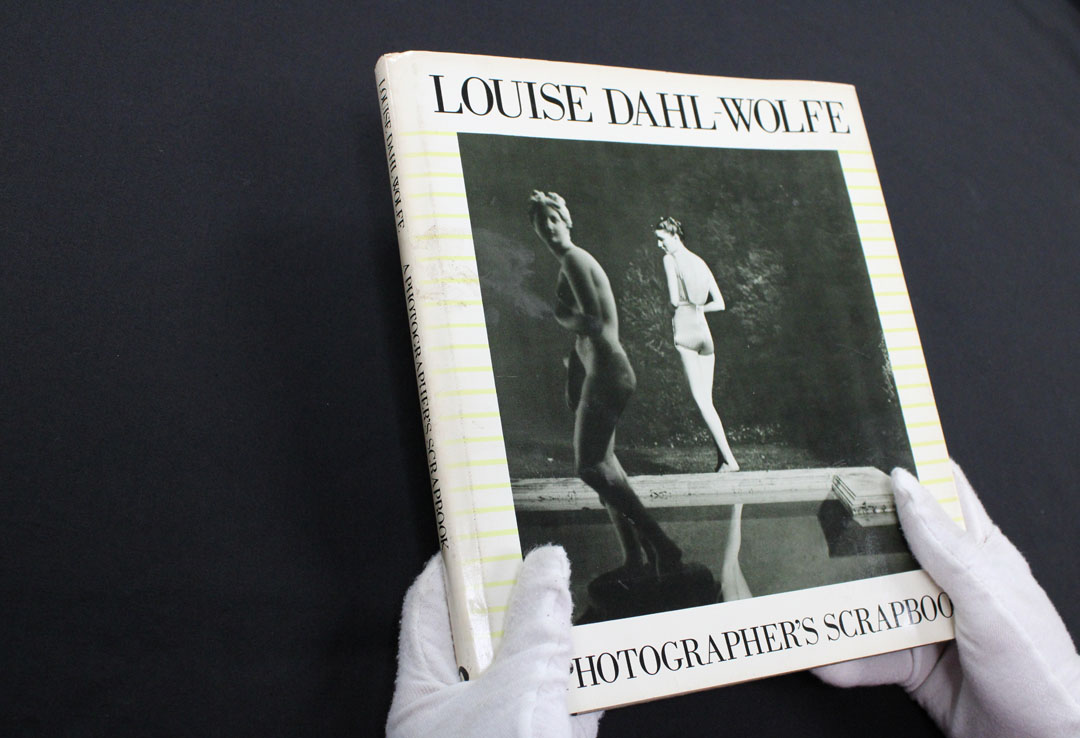 LOUISE DAHL-WOLFE
PHOTOGRAPHER'S SCRAPBOO
LOUISE DAHL-WOLFE A PHOTOGRAPHER'S SCRAPBOOK